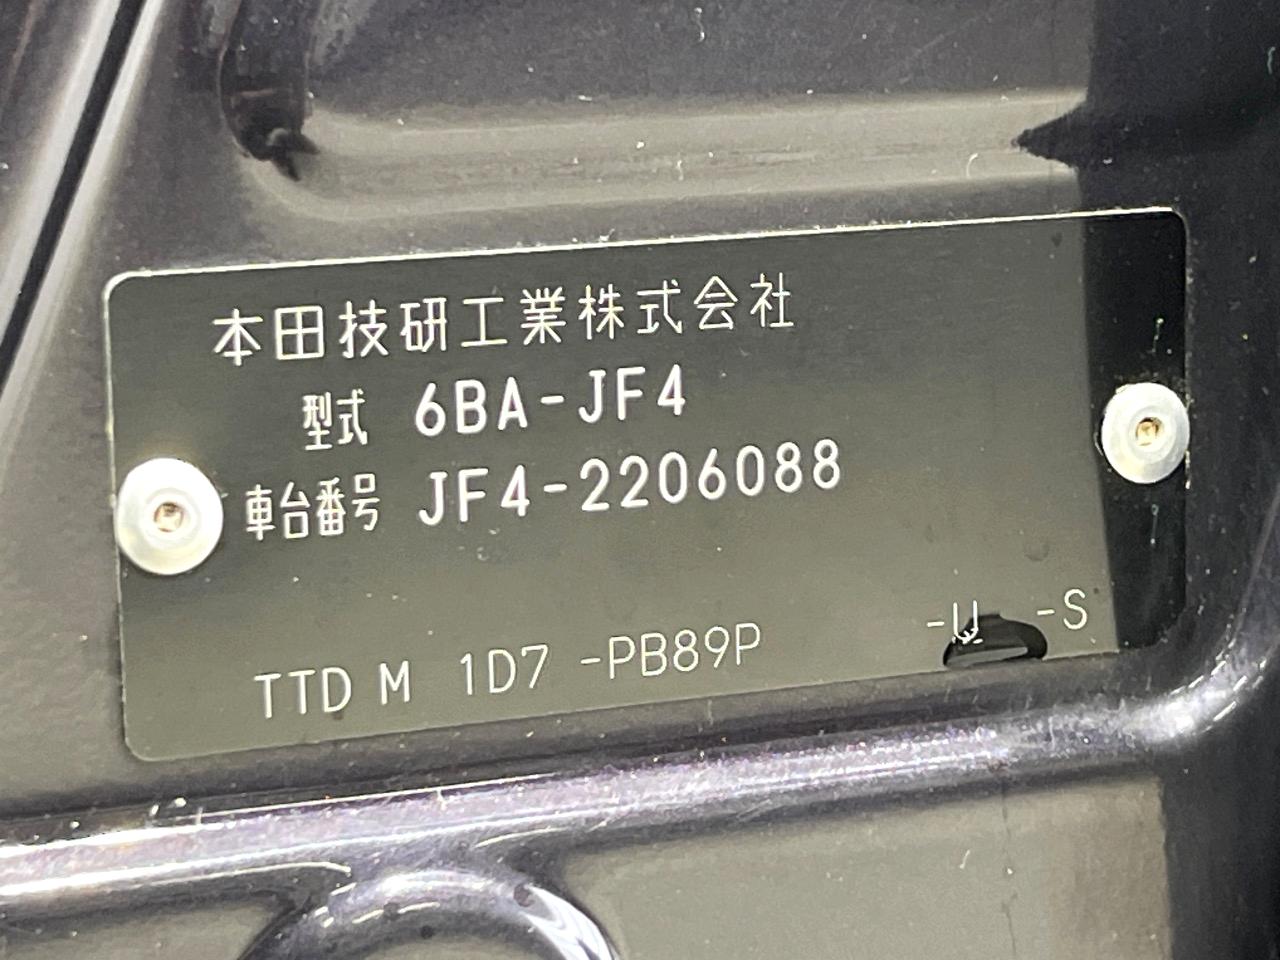 本田技研工業株式会社
型式 6BA-JF4
車台番号 JF4-2206088
TTD M 1D7 -PB89P -U -S